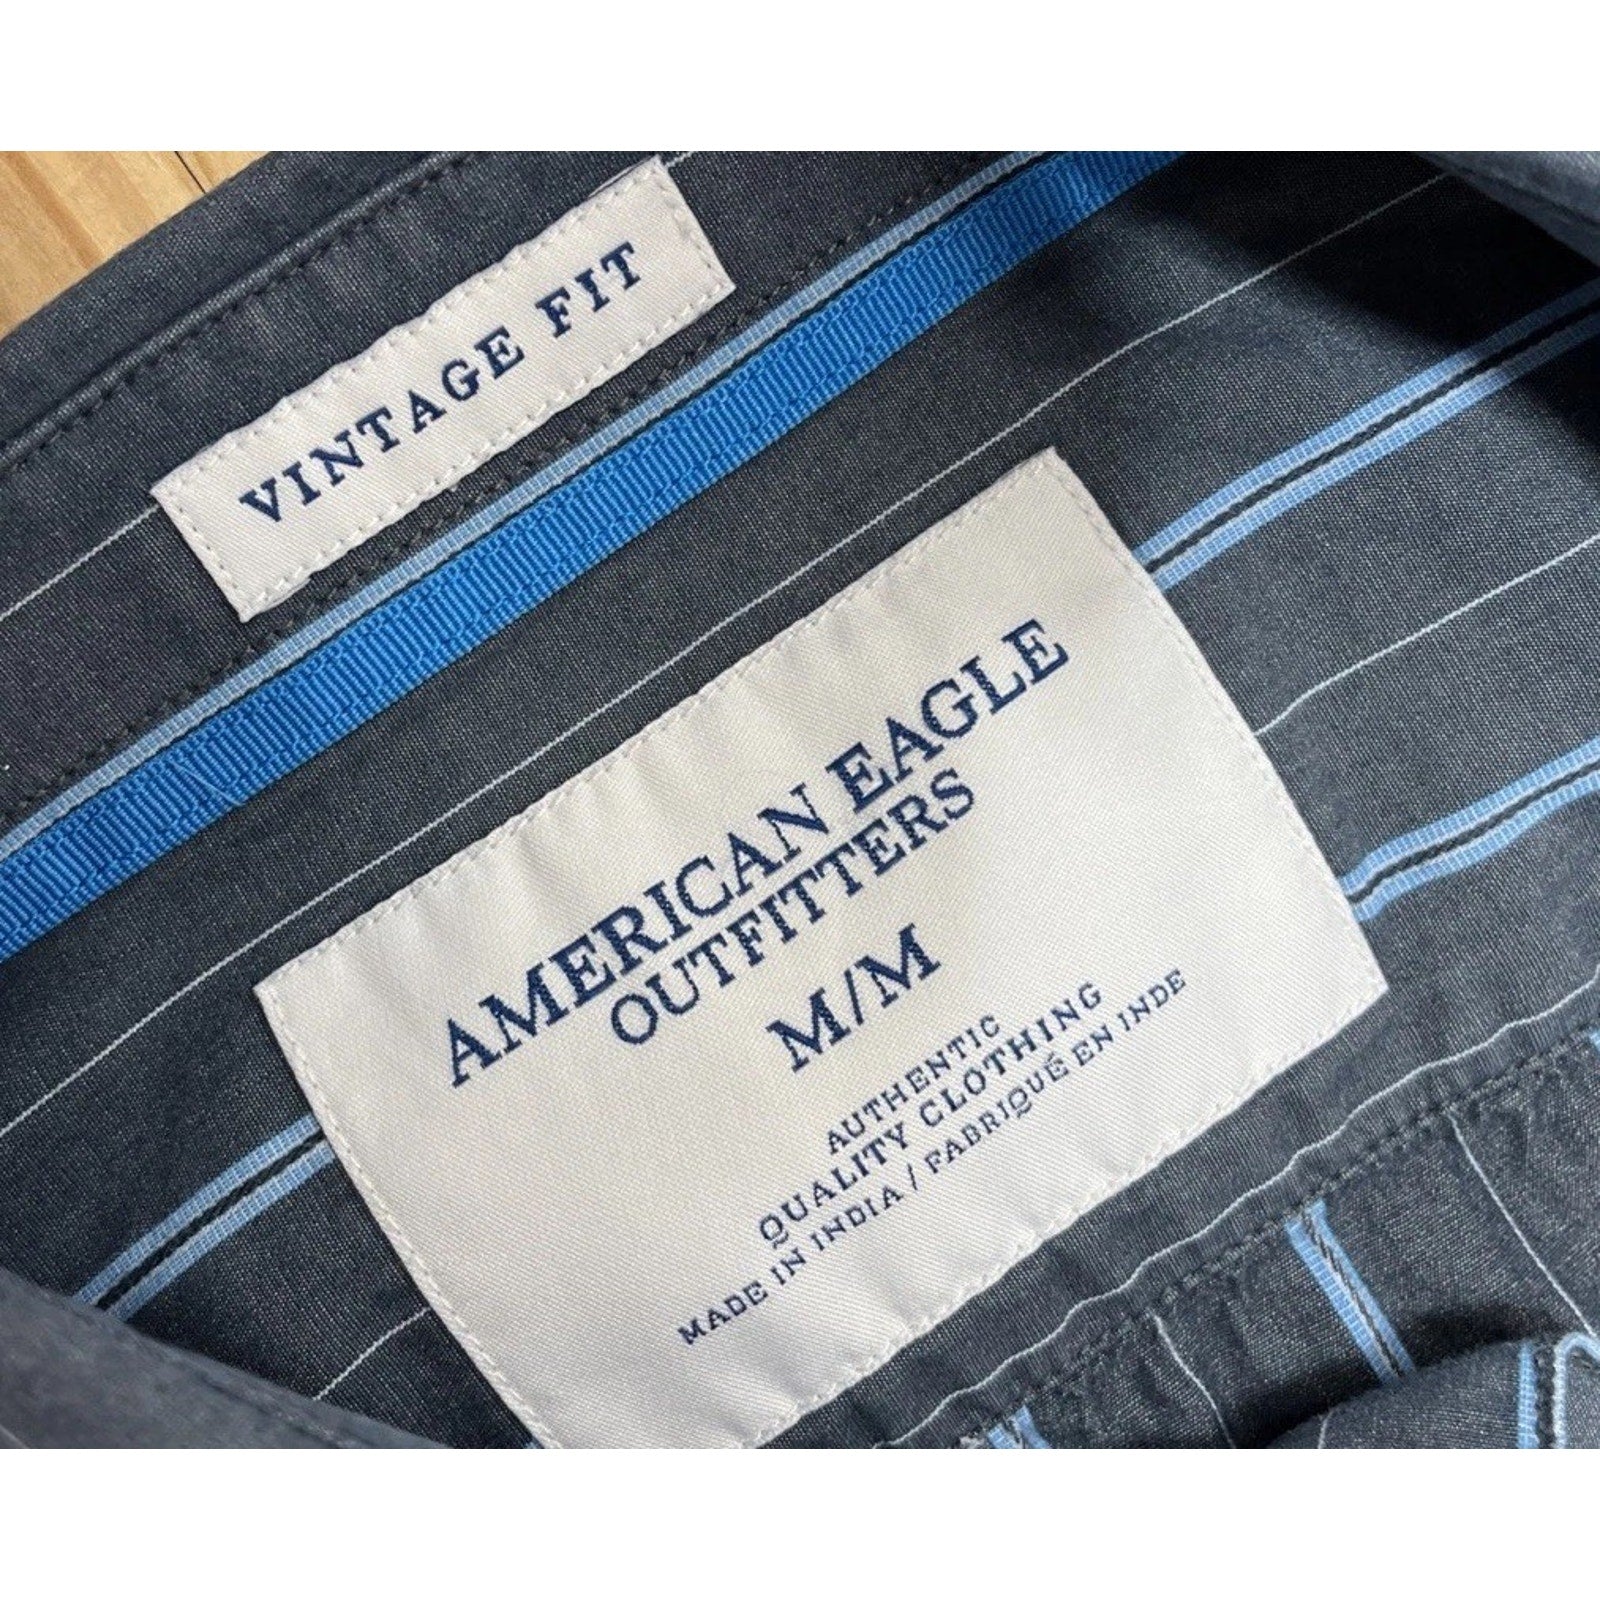 VINTAGE FIT
AMERICAN EAGLE
OUTFITTERS
M/M
AUTHENTIC
QUALITY CLOTHING
MADE IN INDIA / FABRIQUÉ EN INDE